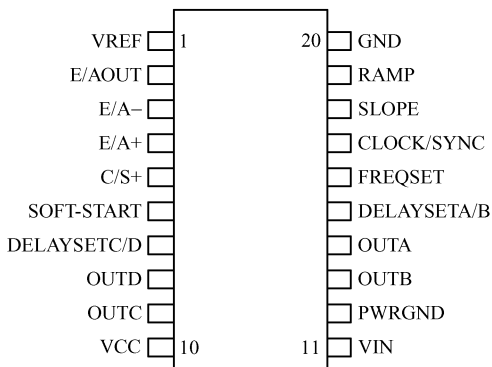 VREF 1 20 GND
E/AOUT RAMP
E/A− SLOPE
E/A+ CLOCK/SYNC
C/S+ FREQSET
SOFT-START DELAYSETA/B
DELAYSETC/D OUTA
OUTD OUTB
OUTC PWRGND
VCC 10 11 VIN